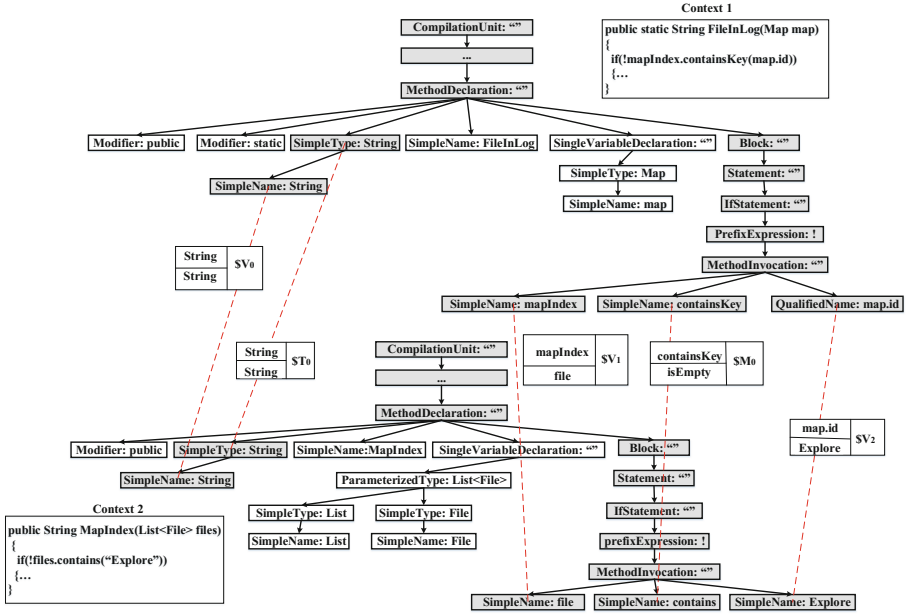 Context 1
public static String FileInLog(Map map)
{
if(!mapIndex.containsKey(map.id))
{...
}
CompilationUnit: “”
...
MethodDeclaration: “”
Modifier: public
Modifier: static
SimpleType: String
SimpleName: FileInLog
SingleVariableDeclaration: “”
Block: “”
SimpleType: Map
Statement: “”
SimpleName: String
SimpleName: map
IfStatement: “”
PrefixExpression: !
MethodInvocation: “”
String
String
$V0
SimpleName: mapIndex
SimpleName: containsKey
QualifiedName: map.id
String
String
$T0
mapIndex
file
$V1
containsKey
isEmpty
$M0
map.id
Explore
$V2
CompilationUnit: “”
...
MethodDeclaration: “”
Modifier: public
SimpleType: String
SimpleName:MapIndex
SingleVariableDeclaration: “”
Block: “”
SimpleName: String
ParameterizedType: List<File>
Statement: “”
SimpleType: List
SimpleType: File
IfStatement: “”
SimpleName: List
SimpleName: File
prefixExpression: !
MethodInvocation: “”
SimpleName: file
SimpleName: contains
SimpleName: Explore
Context 2
public String MapIndex(List<File> files)
{
if(!files.contains(“Explore”))
{...
}